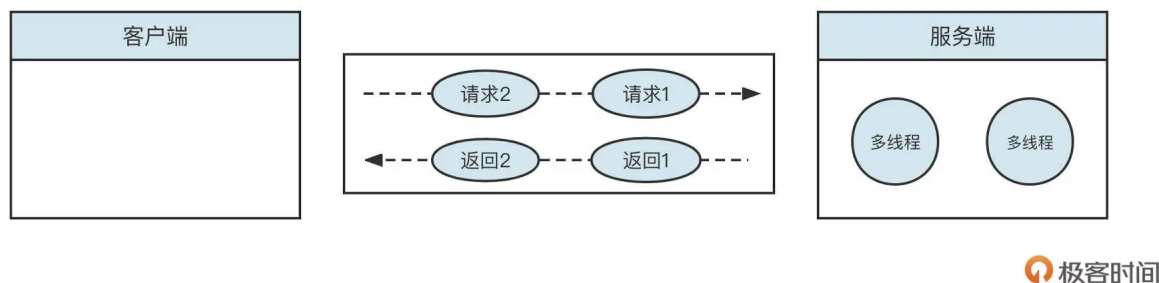 客户端
服务端
请求2
请求1
返回2
返回1
多线程
多线程
极客时间